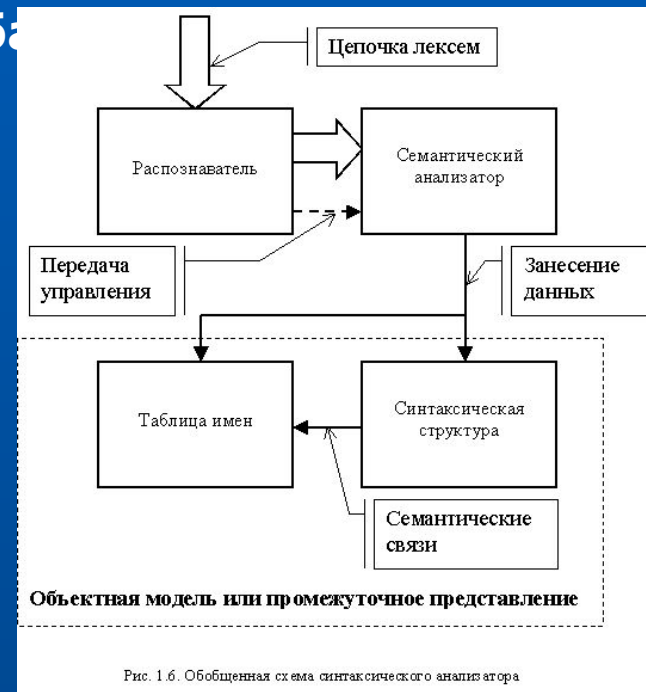 Цепочка лексем
Распознаватель
Семантический
анализатор
Передача
управления
Занесение
данных
Таблица имен
Синтаксическая
структура
Семантические
связи
Объектная модель или промежуточное представление
Рис. 1.6. Обобщенная схема синтаксического анализатора